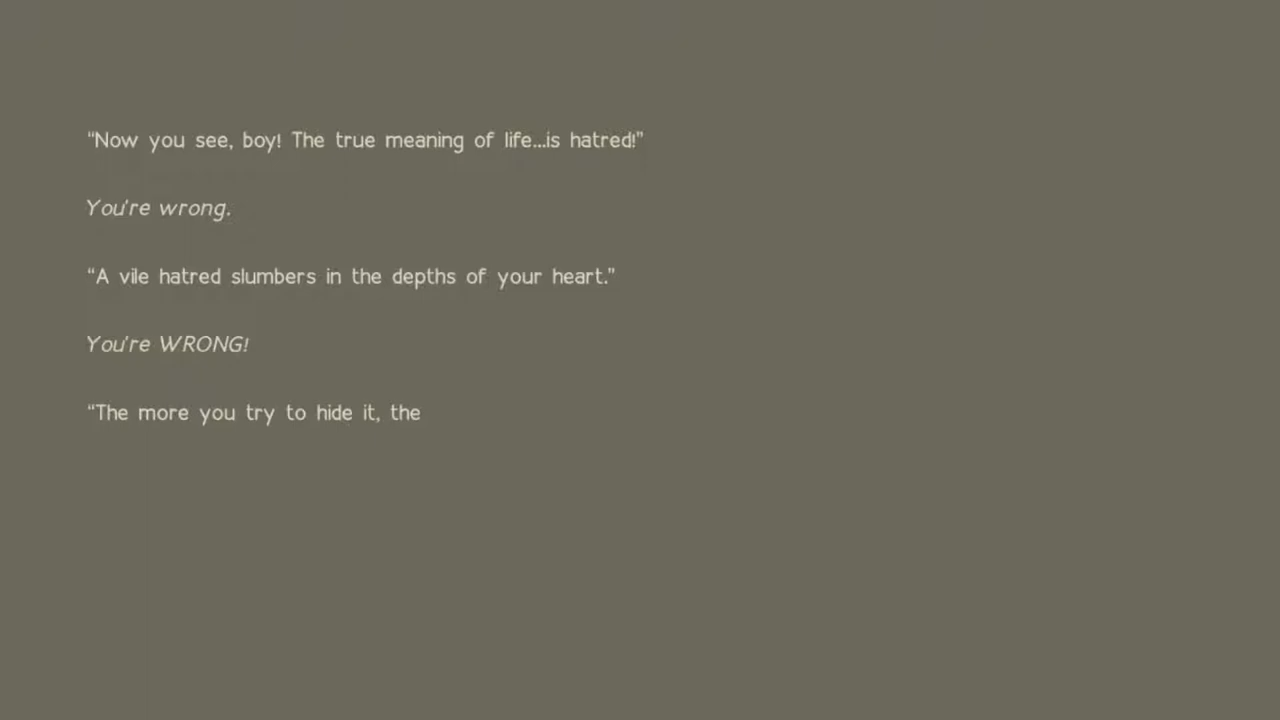 “Now you see, boy! The true meaning of life...is hatred!”
You're wrong.
“A vile hatred slumbers in the depths of your heart.”
You're WRONG!
“The more you try to hide it, the